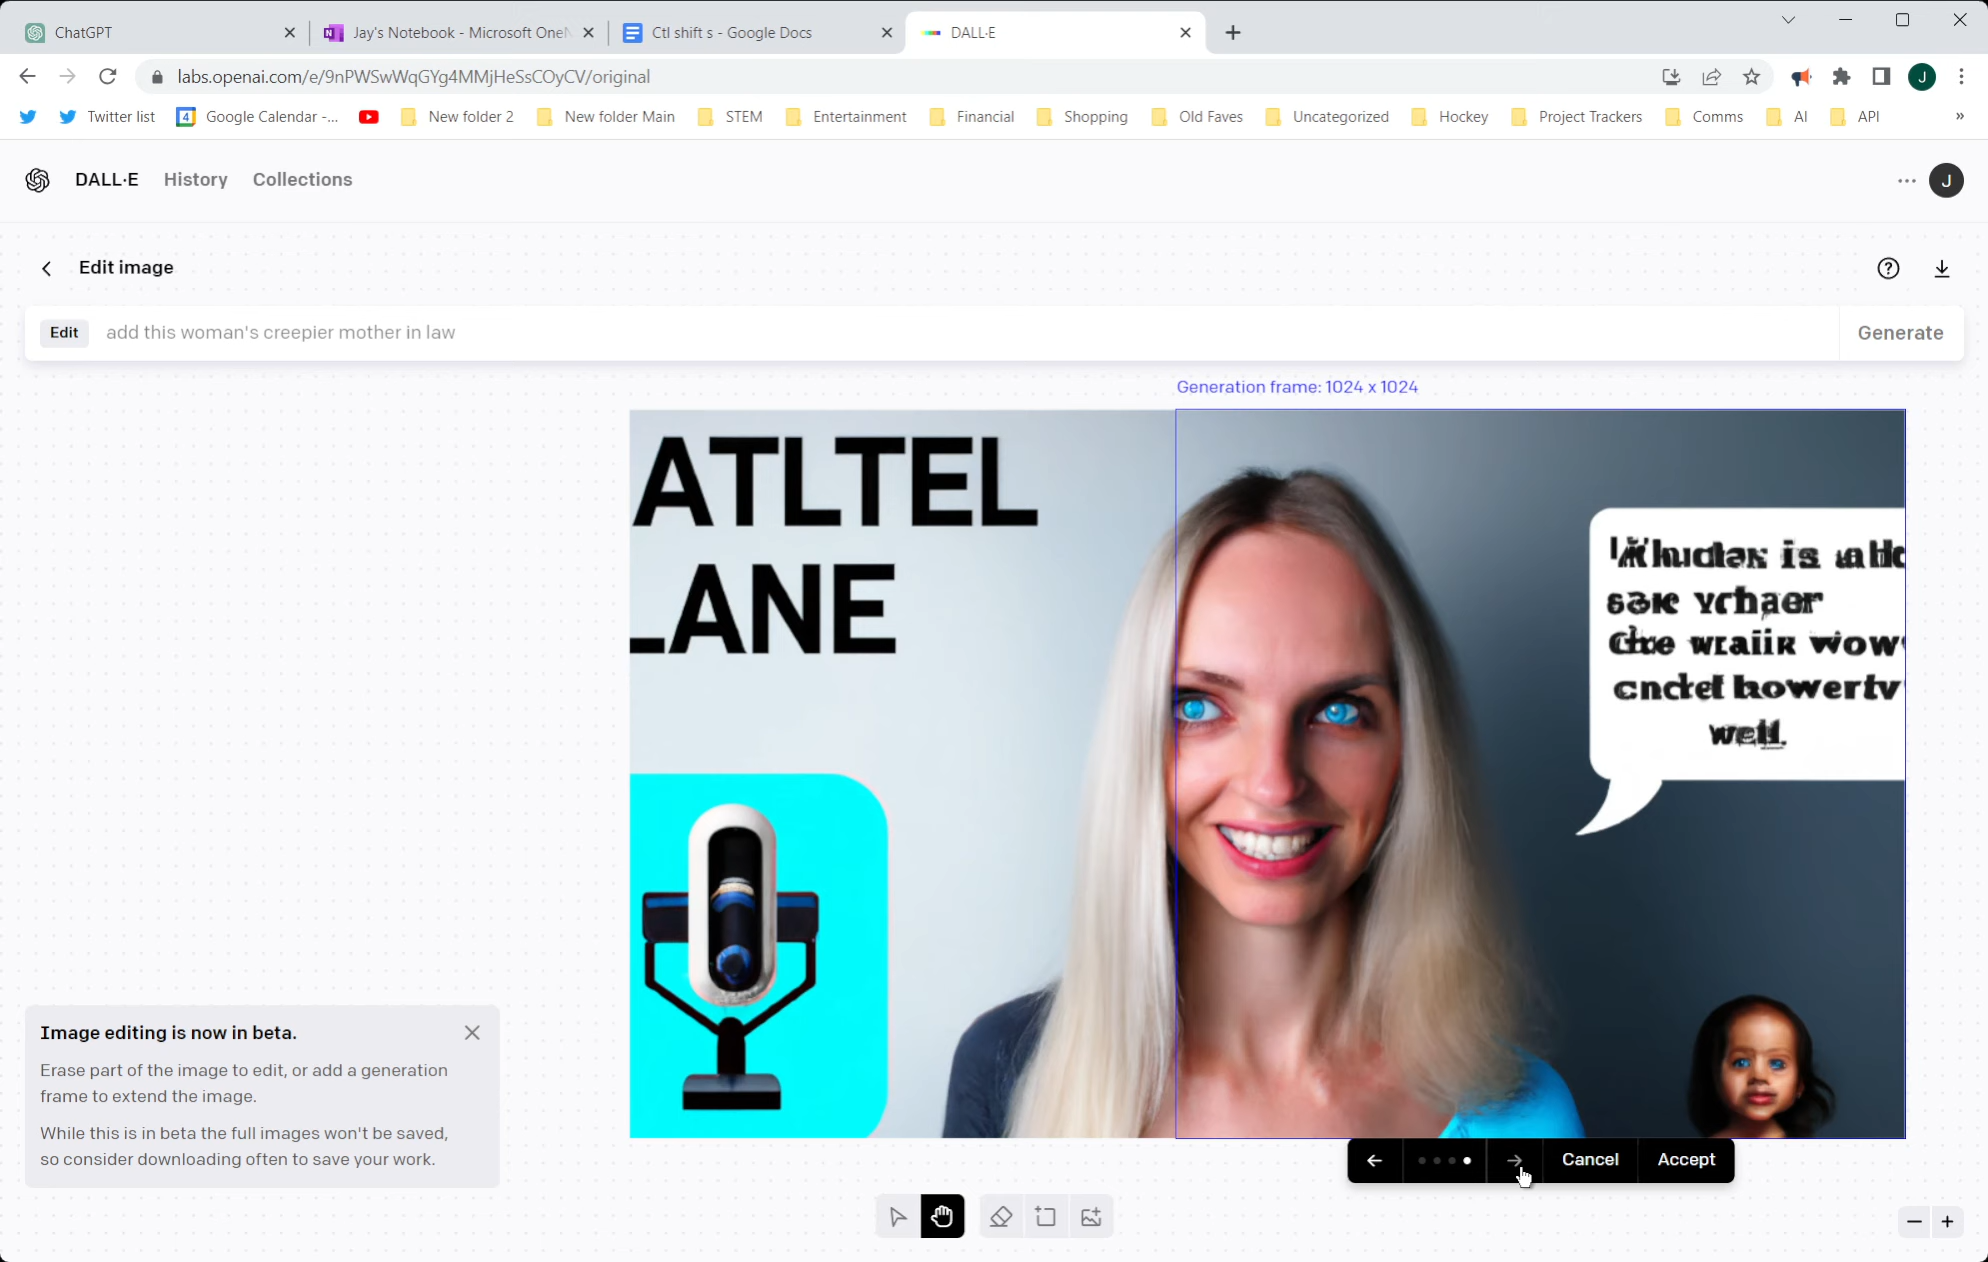 ChatGPT
Jay's Notebook - Microsoft OneN
Ctl shift s - Google Docs
DALL·E
labs.openai.com/e/9nPWSwWqGYg4MMjHeSsCOyCV/original
J
Twitter list
4
Google Calendar -...
New folder 2
New folder Main
STEM
Entertainment
Financial
Shopping
Old Faves
Uncategorized
Hockey
Project Trackers
Comms
AI
API
»
DALL·E
History
Collections
J
Edit image
Edit
add this woman's creepier mother in law
Generate
Generation frame: 1024 x 1024
ATLTEL
LANE
is
well.
Image editing is now in beta.
Erase part of the image to edit, or add a generation
frame to extend the image.
While this is in beta the full images won't be saved,
so consider downloading often to save your work.
Cancel
Accept